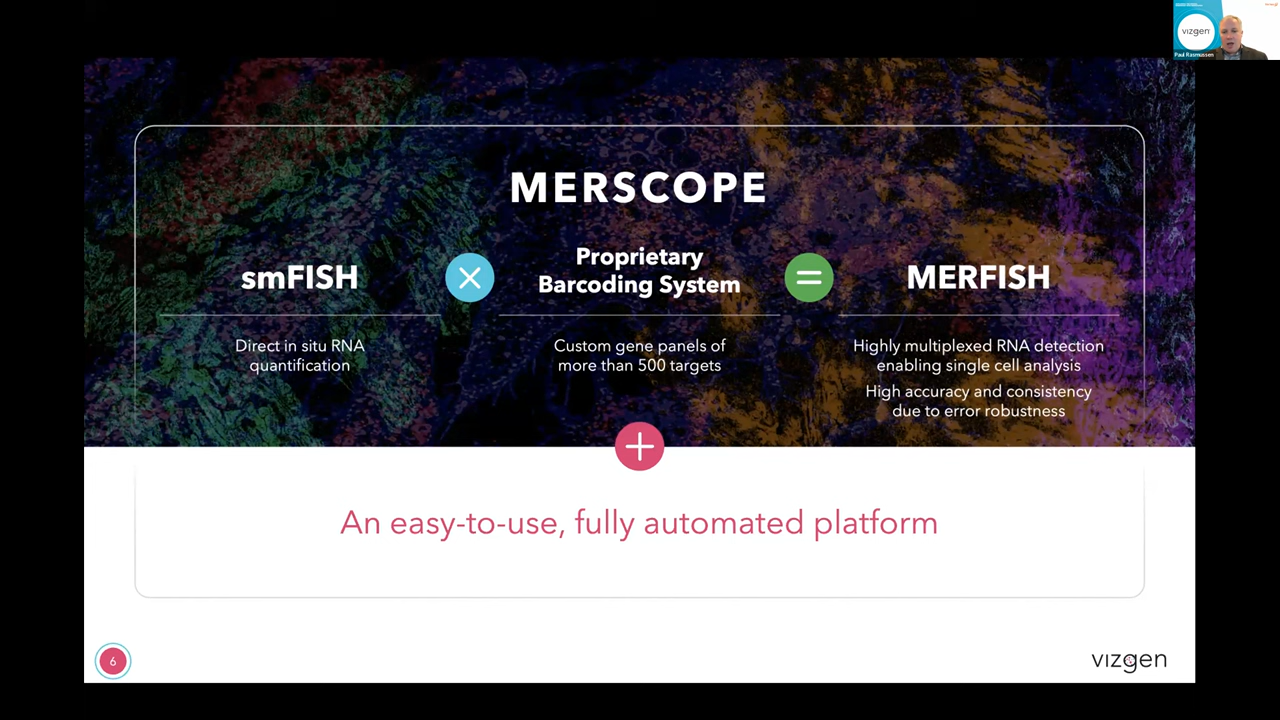 vizgen
Paul Rasmussen
MERSCOPE
smFISH
Proprietary
Barcoding System
MERFISH
Direct in situ RNA
quantification
Custom gene panels of
more than 500 targets
Highly multiplexed RNA detection
enabling single cell analysis
High accuracy and consistency
due to error robustness
An easy-to-use, fully automated platform
6
vizgen